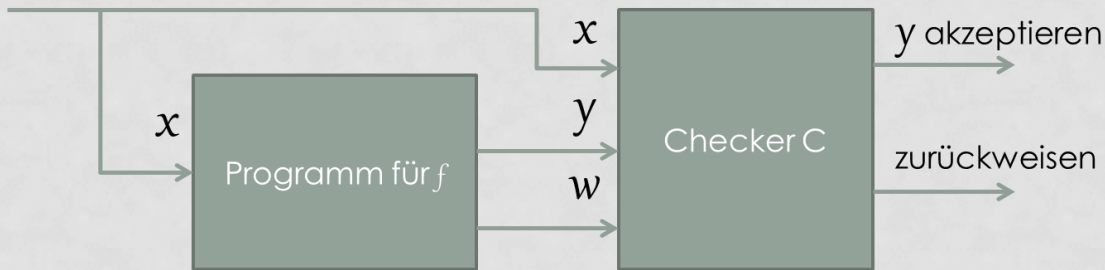 x
y akzeptieren
x
Programm für f
y
Checker C
w
zurückweisen